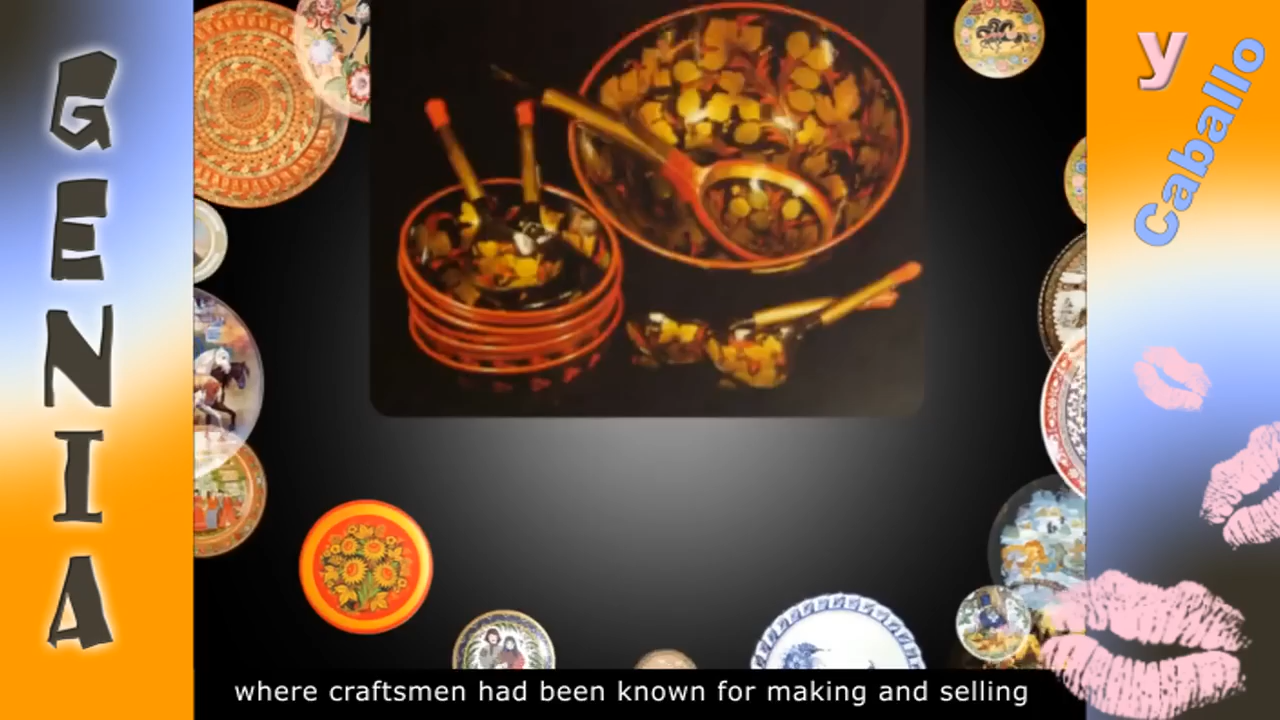 GENIA
y
Caballo
where craftsmen had been known for making and selling